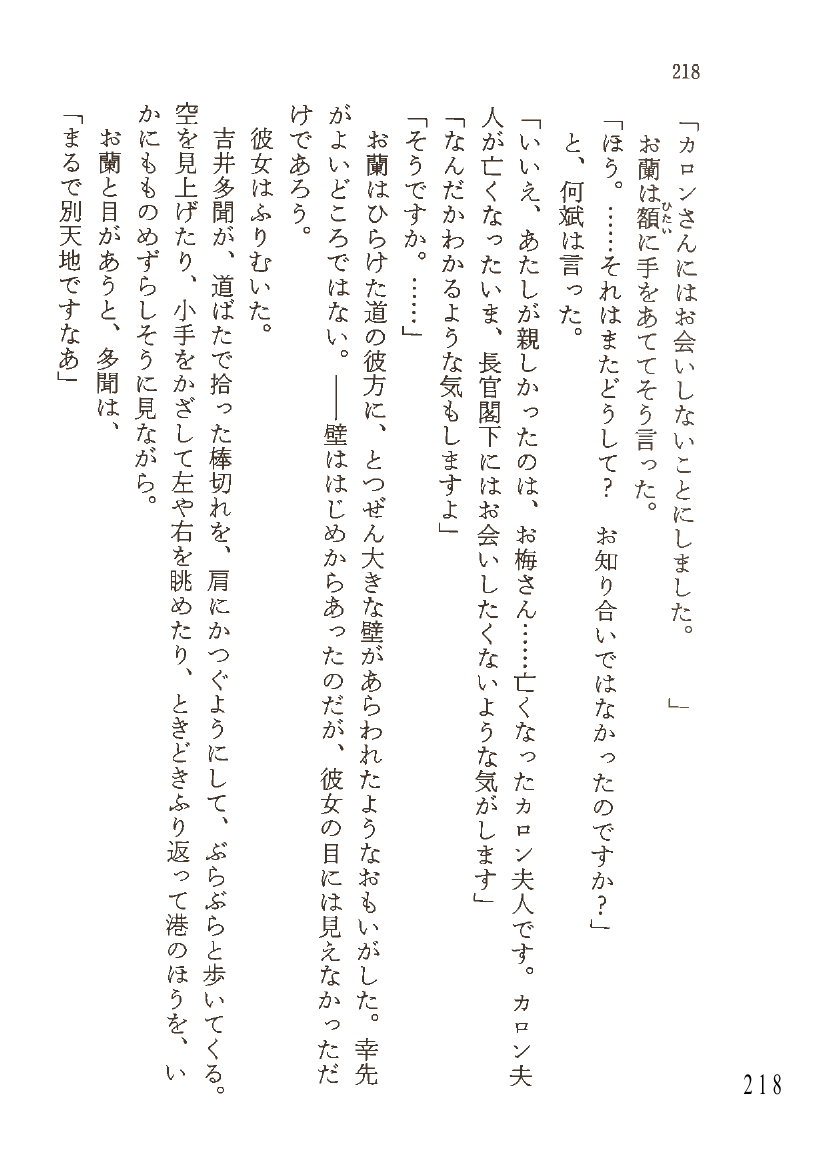 218
「カロンさんにはお会いしないことにしました。　　」
お蘭は額に手をあててそう言った。
ひたい
「ほう。……それはまたどうして？　お知り合いではなかったのですか？」
と、何斌は言った。
「いいえ、あたしが親しかったのは、お梅さん……亡くなったカロン夫人です。カロン夫
人が亡くなったいま、長官閣下にはお会いしたくないような気がします」
「なんだかわかるような気もしますよ」
「そうですか。……」
お蘭はひらけた道の彼方に、とつぜん大きな壁があらわれたようなおもいがした。幸先
がよいどころではない。――壁ははじめからあったのだが、彼女の目には見えなかっただ
けであろう。
彼女はふりむいた。
吉井多聞が、道ばたで拾った棒切れを、肩にかつぐようにして、ぶらぶらと歩いてくる。
空を見上げたり、小手をかざして左や右を眺めたり、ときどきふり返って港のほうを、い
かにもものめずらしそうに見ながら。
お蘭と目があうと、多聞は、
「まるで別天地ですなあ」
218